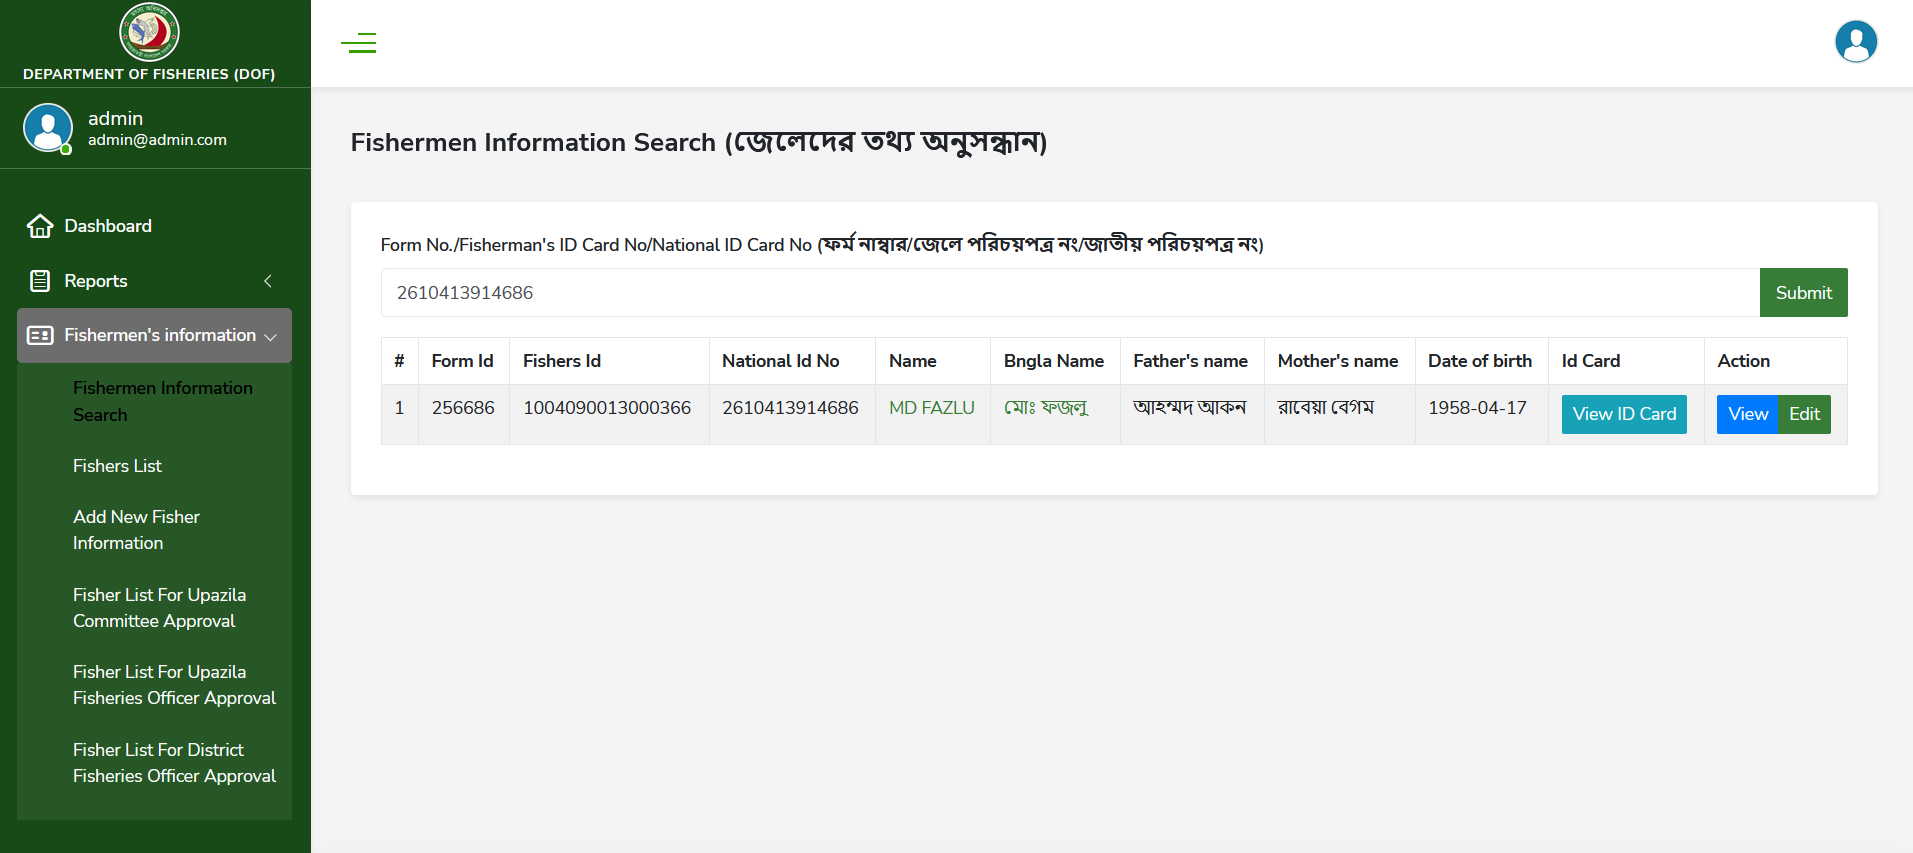 DEPARTMENT OF FISHERIES (DOF)
admin
admin@admin.com
Dashboard
Reports
Fishermen's information
Fishermen Information
Search
Fishers List
Add New Fisher
Information
Fisher List For Upazila
Committee Approval
Fisher List For Upazila
Fisheries Officer Approval
Fisher List For District
Fisheries Officer Approval
Fishermen Information Search (জেলেদের তথ্য অনুসন্ধান)
Form No./Fisherman's ID Card No/National ID Card No (ফর্ম নাম্বার/জেলে পরিচয়পত্র নং/জাতীয় পরিচয়পত্র নং)
2610413914686 Submit
# Form Id Fishers Id National Id No Name Bngla Name Father's name Mother's name Date of birth Id Card Action
1 256686 1004090013000366 2610413914686 MD FAZLU মোঃ ফজলু আহম্মদ আকন রাবেয়া বেগম 1958-04-17 View ID Card View Edit